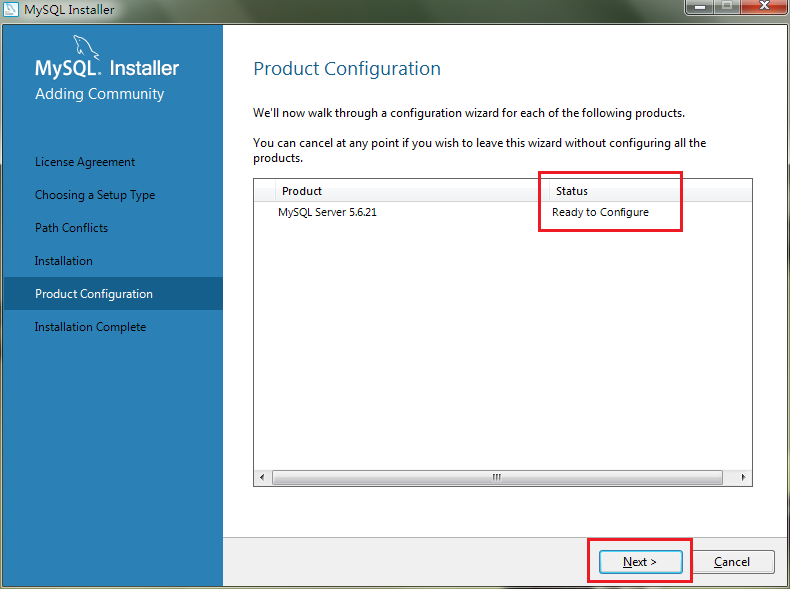 MySQL Installer
MySQL. Installer
Adding Community
License Agreement
Choosing a Setup Type
Path Conflicts
Installation
Product Configuration
Installation Complete
Product Configuration
We'll now walk through a configuration wizard for each of the following products.
You can cancel at any point if you wish to leave this wizard without configuring all the
products.
Product Status
MySQL Server 5.6.21 Ready to Configure
Next > Cancel